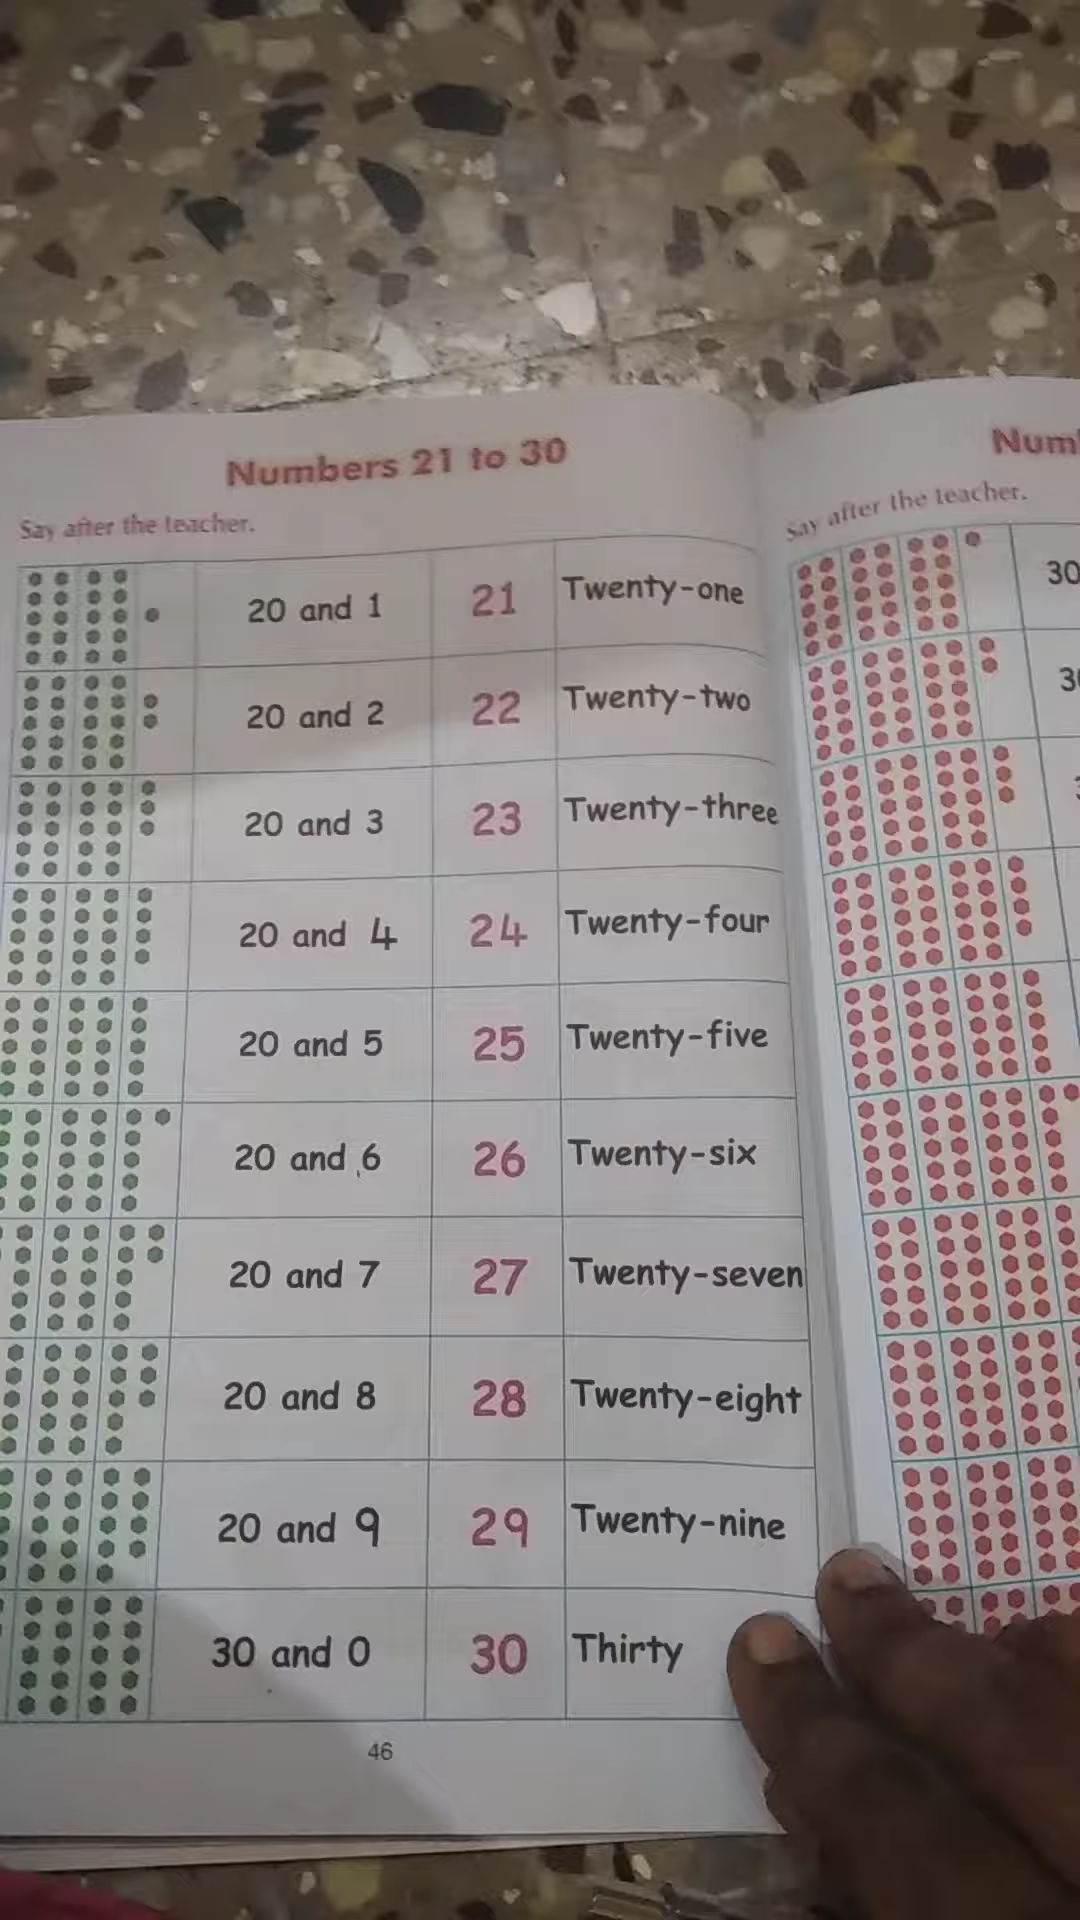 Numbers 21 to 30
Say after the teacher.
20 and 1 21 Twenty-one
20 and 2 22 Twenty-two
20 and 3 23 Twenty-three
20 and 4 24 Twenty-four
20 and 5 25 Twenty-five
20 and 6 26 Twenty-six
20 and 7 27 Twenty-seven
20 and 8 28 Twenty-eight
20 and 9 29 Twenty-nine
30 and 0 30 Thirty
46
Say after the teacher.
30